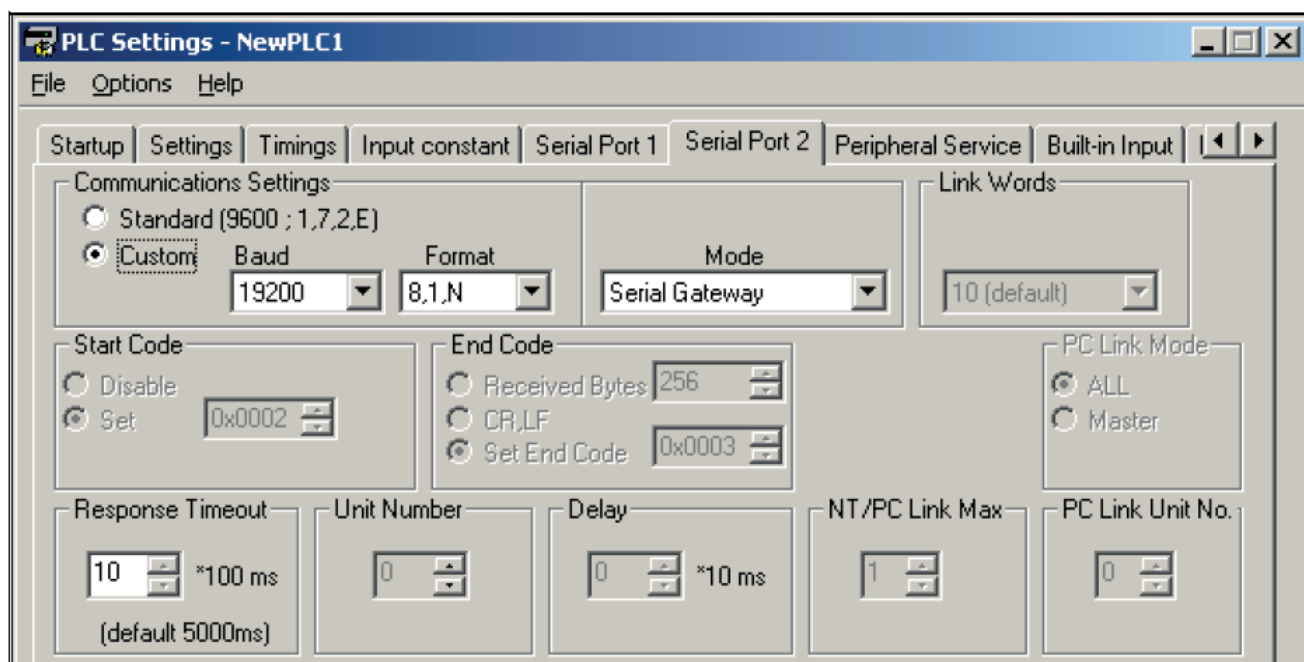 PLC Settings - NewPLC1
File Options Help
Startup Settings Timings Input constant Serial Port 1 Serial Port 2 Peripheral Service Built-in Input
Communications Settings Link Words
Standard (9600 ; 1,7,2,E)
Custom Baud Format Mode
19200 8,1,N Serial Gateway 10 (default)
Start Code End Code PC Link Mode
Disable Received Bytes 256 ALL
Set 0x0002 CR,LF Master
Set End Code 0x0003
Response Timeout Unit Number Delay NT/PC Link Max PC Link Unit No.
10 *100 ms 0 0 *10 ms 1 0
(default 5000ms)